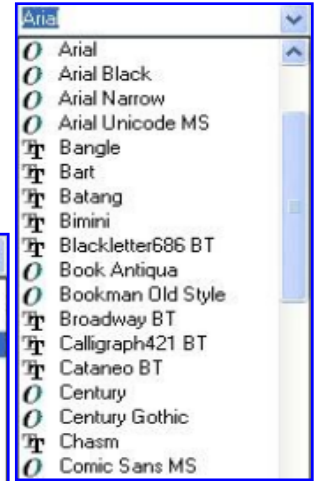 Arial
Arial
Arial Black
Arial Narrow
Arial Unicode MS
Bangle
Bart
Batang
Bimini
Blackletter686 BT
Book Antiqua
Bookman Old Style
Broadway BT
Calligraph421 BT
Cataneo BT
Century
Century Gothic
Chasm
Comic Sans MS